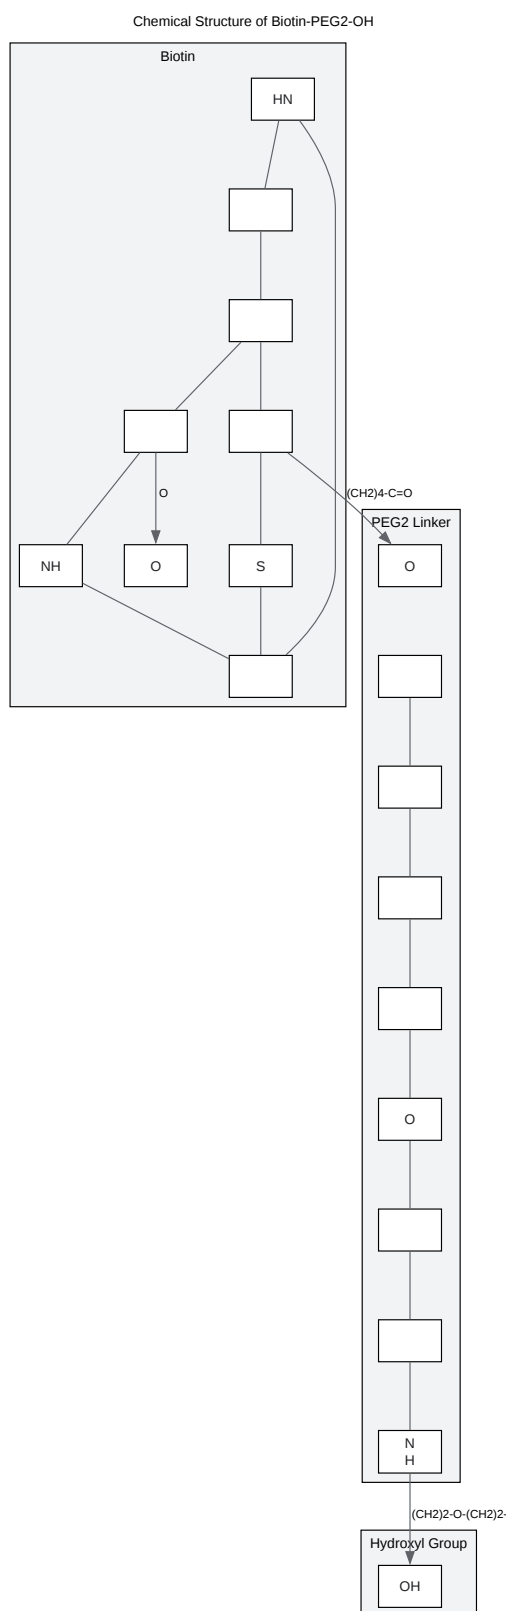 Chemical Structure of Biotin-PEG2-OH
Biotin
HN
O
(CH2)4-C=O
PEG2 Linker
NH
O
S
O
O
N
H
(CH2)2-O-(CH2)2-
Hydroxyl Group
OH